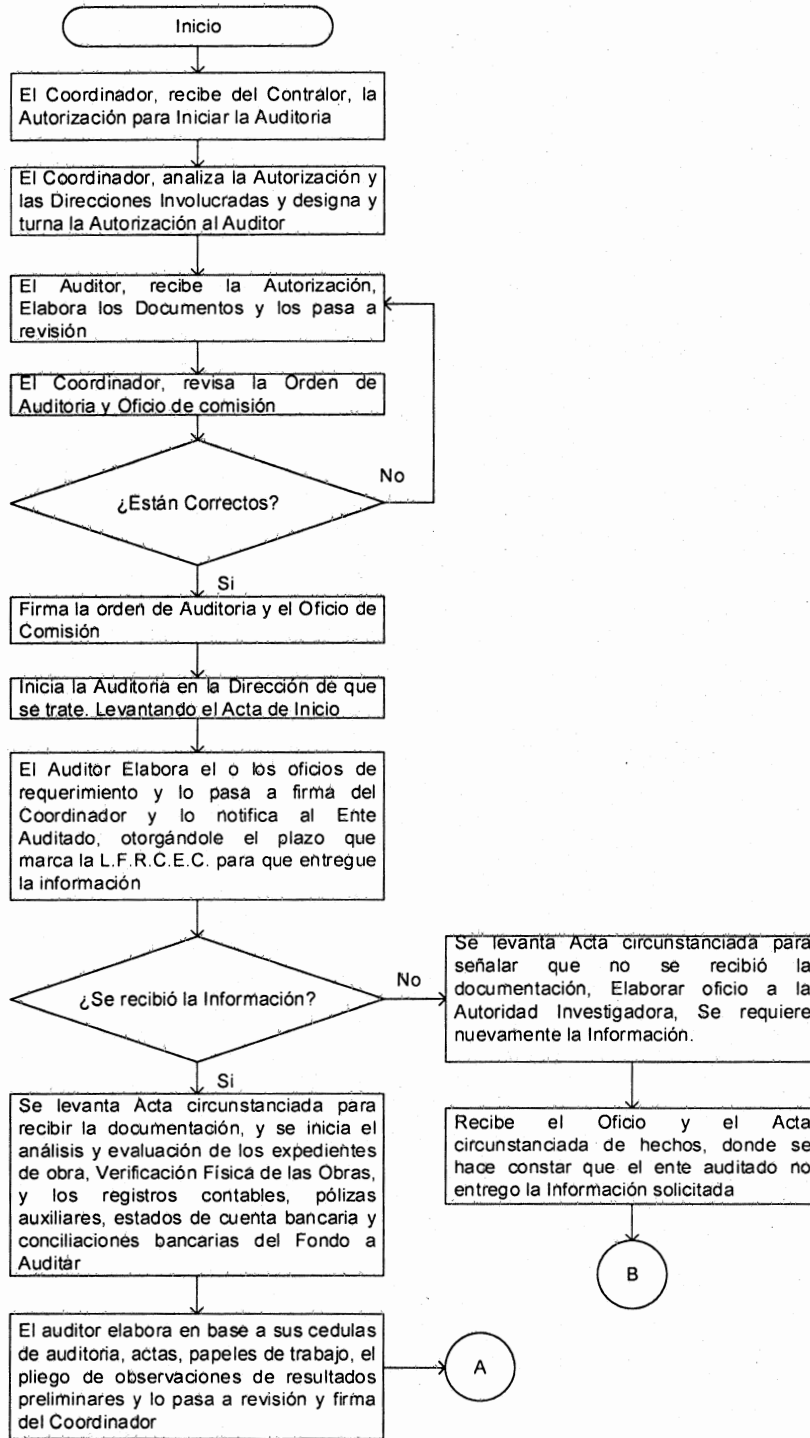 Inicio
El Coordinador, recibe del Contralor, la
Autorización para Iniciar la Auditoria
El Coordinador, analiza la Autorización y
las Direcciones Involucradas y designa y
turna la Autorización al Auditor
El Auditor, recibe la Autorización,
Elabora los Documentos y los pasa a
revisión
El Coordinador, revisa la Orden de
Auditoria y Oficio de comisión
¿Están Correctos?
No
Si
Firma la orden de Auditoria y el Oficio de
Comisión
Inicia la Auditoria en la Dirección de que
se trate. Levantando el Acta de Inicio
El Auditor Elabora el o los oficios de
requerimiento y lo pasa a firma del
Coordinador y lo notifica al Ente
Auditado, otorgándole el plazo que
marca la L.F.R.C.E.C. para que entregue
la información
¿Se recibió la Información?
No
Se levanta Acta circunstanciada para
señalar que no se recibió la
documentación, Elaborar oficio a la
Autoridad Investigadora, Se requiere
nuevamente la Información.
Si
Se levanta Acta circunstanciada para
recibir la documentación, y se inicia el
análisis y evaluación de los expedientes
de obra, Verificación Física de las Obras,
y los registros contables, pólizas
auxiliares, estados de cuenta bancaria y
conciliaciones bancarias del Fondo a
Auditar
Recibe el Oficio y el Acta
circunstanciada de hechos, donde se
hace constar que el ente auditado no
entrego la Información solicitada
B
El auditor elabora en base a sus cedulas
de auditoria, actas, papeles de trabajo, el
pliego de observaciones de resultados
preliminares y lo pasa a revisión y firma
del Coordinador
A